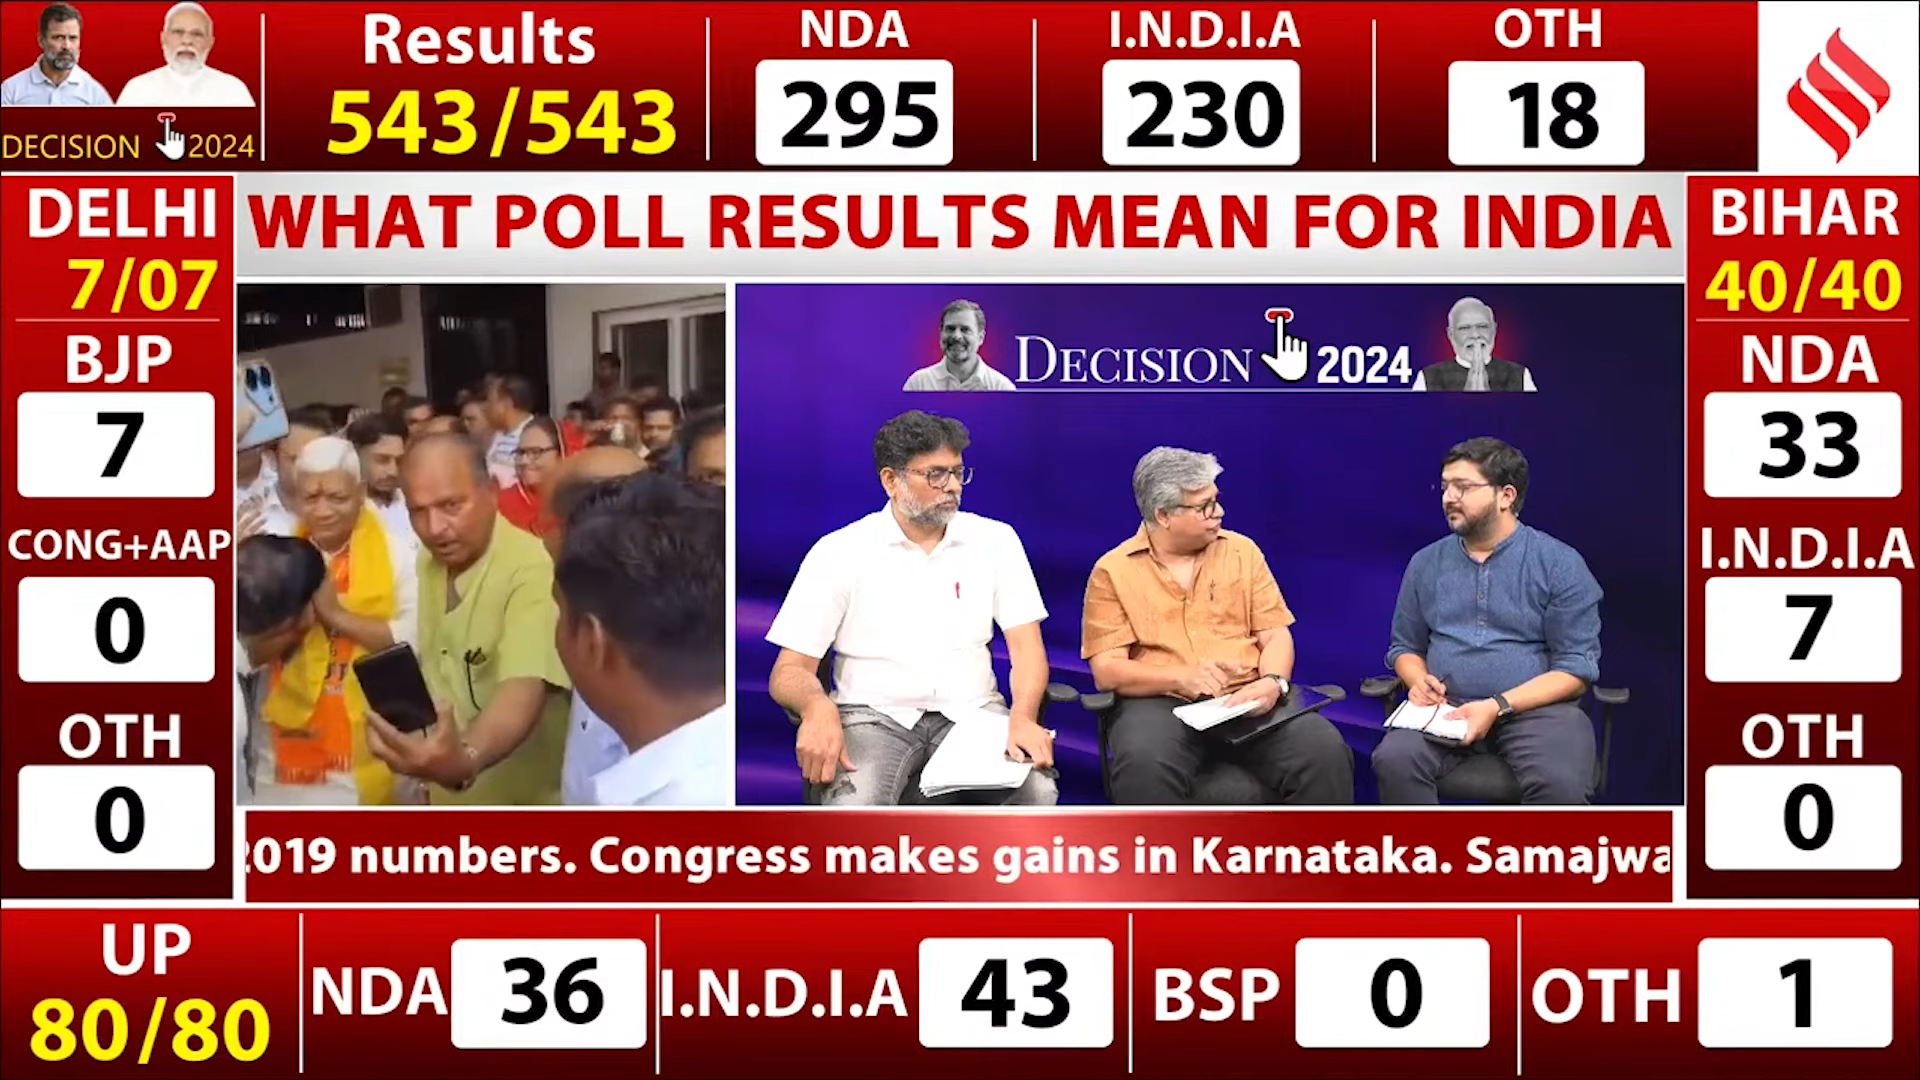 DECISION 2024
Results
543/543
NDA
295
I.N.D.I.A
230
OTH
18
DELHI
7/07
BJP
7
CONG+AAP
0
OTH
0
WHAT POLL RESULTS MEAN FOR INDIA
DECISION 2024
2019 numbers. Congress makes gains in Karnataka. Samajwa
BIHAR
40/40
NDA
33
I.N.D.I.A
7
OTH
0
UP
80/80
NDA 36
I.N.D.I.A 43
BSP 0
OTH 1